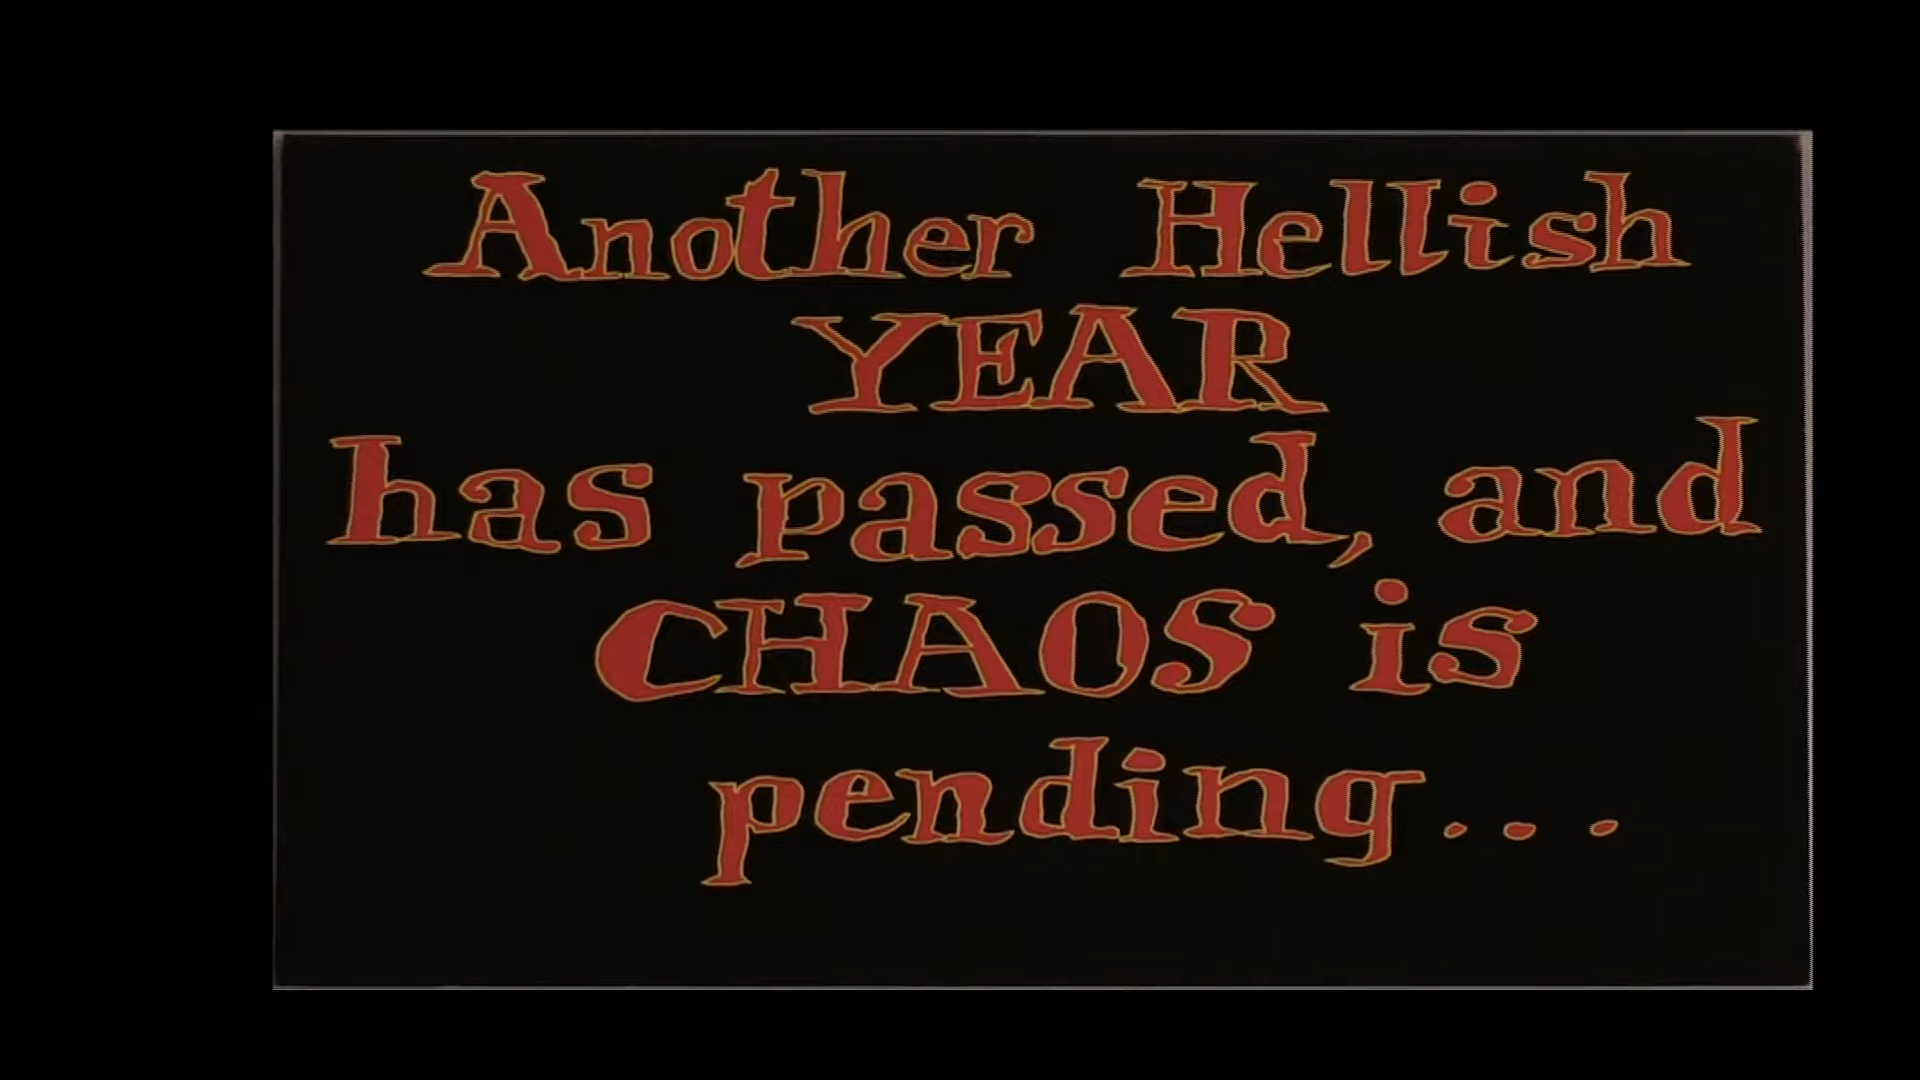 Another Hellish
YEAR
has passed, and
CHAOS is
pending...